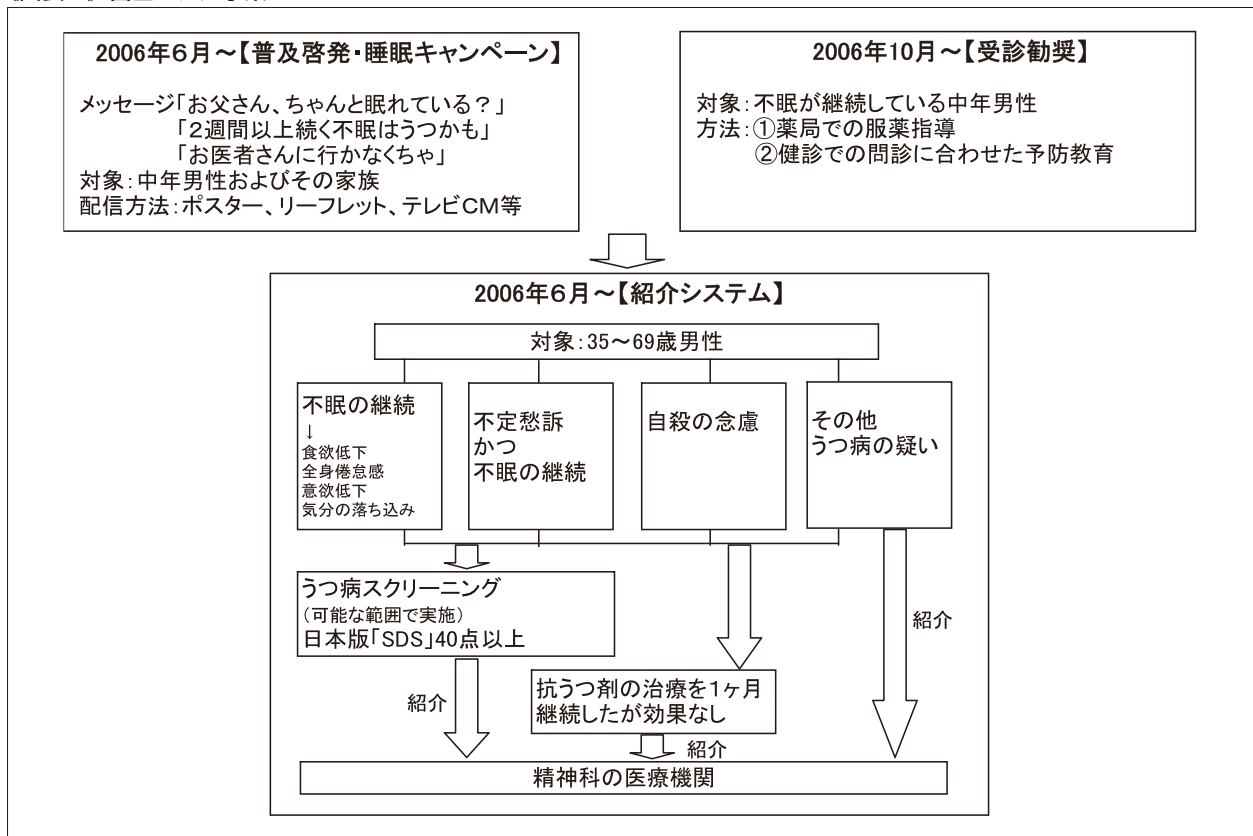 2006年6月～【普及啓発・睡眠キャンペーン】
メッセージ「お父さん、ちゃんと眠れている？」
「２週間以上続く不眠はうつかも」
「お医者さんに行かなくちゃ」
対象：中年男性およびその家族
配信方法：ポスター、リーフレット、テレビＣＭ等
2006年10月～【受診勧奨】
対象：不眠が継続している中年男性
方法：①薬局での服薬指導
②健診での問診に合わせた予防教育
2006年６月～【紹介システム】
対象：35～69歳男性
不眠の継続
↓
食欲低下
全身倦怠感
意欲低下
気分の落ち込み
不定愁訴
かつ
不眠の継続
自殺の念慮
その他
うつ病の疑い
うつ病スクリーニング
（可能な範囲で実施）
日本版「SDS」40点以上
紹介
抗うつ剤の治療を１ヶ月
継続したが効果なし
紹介
紹介
精神科の医療機関